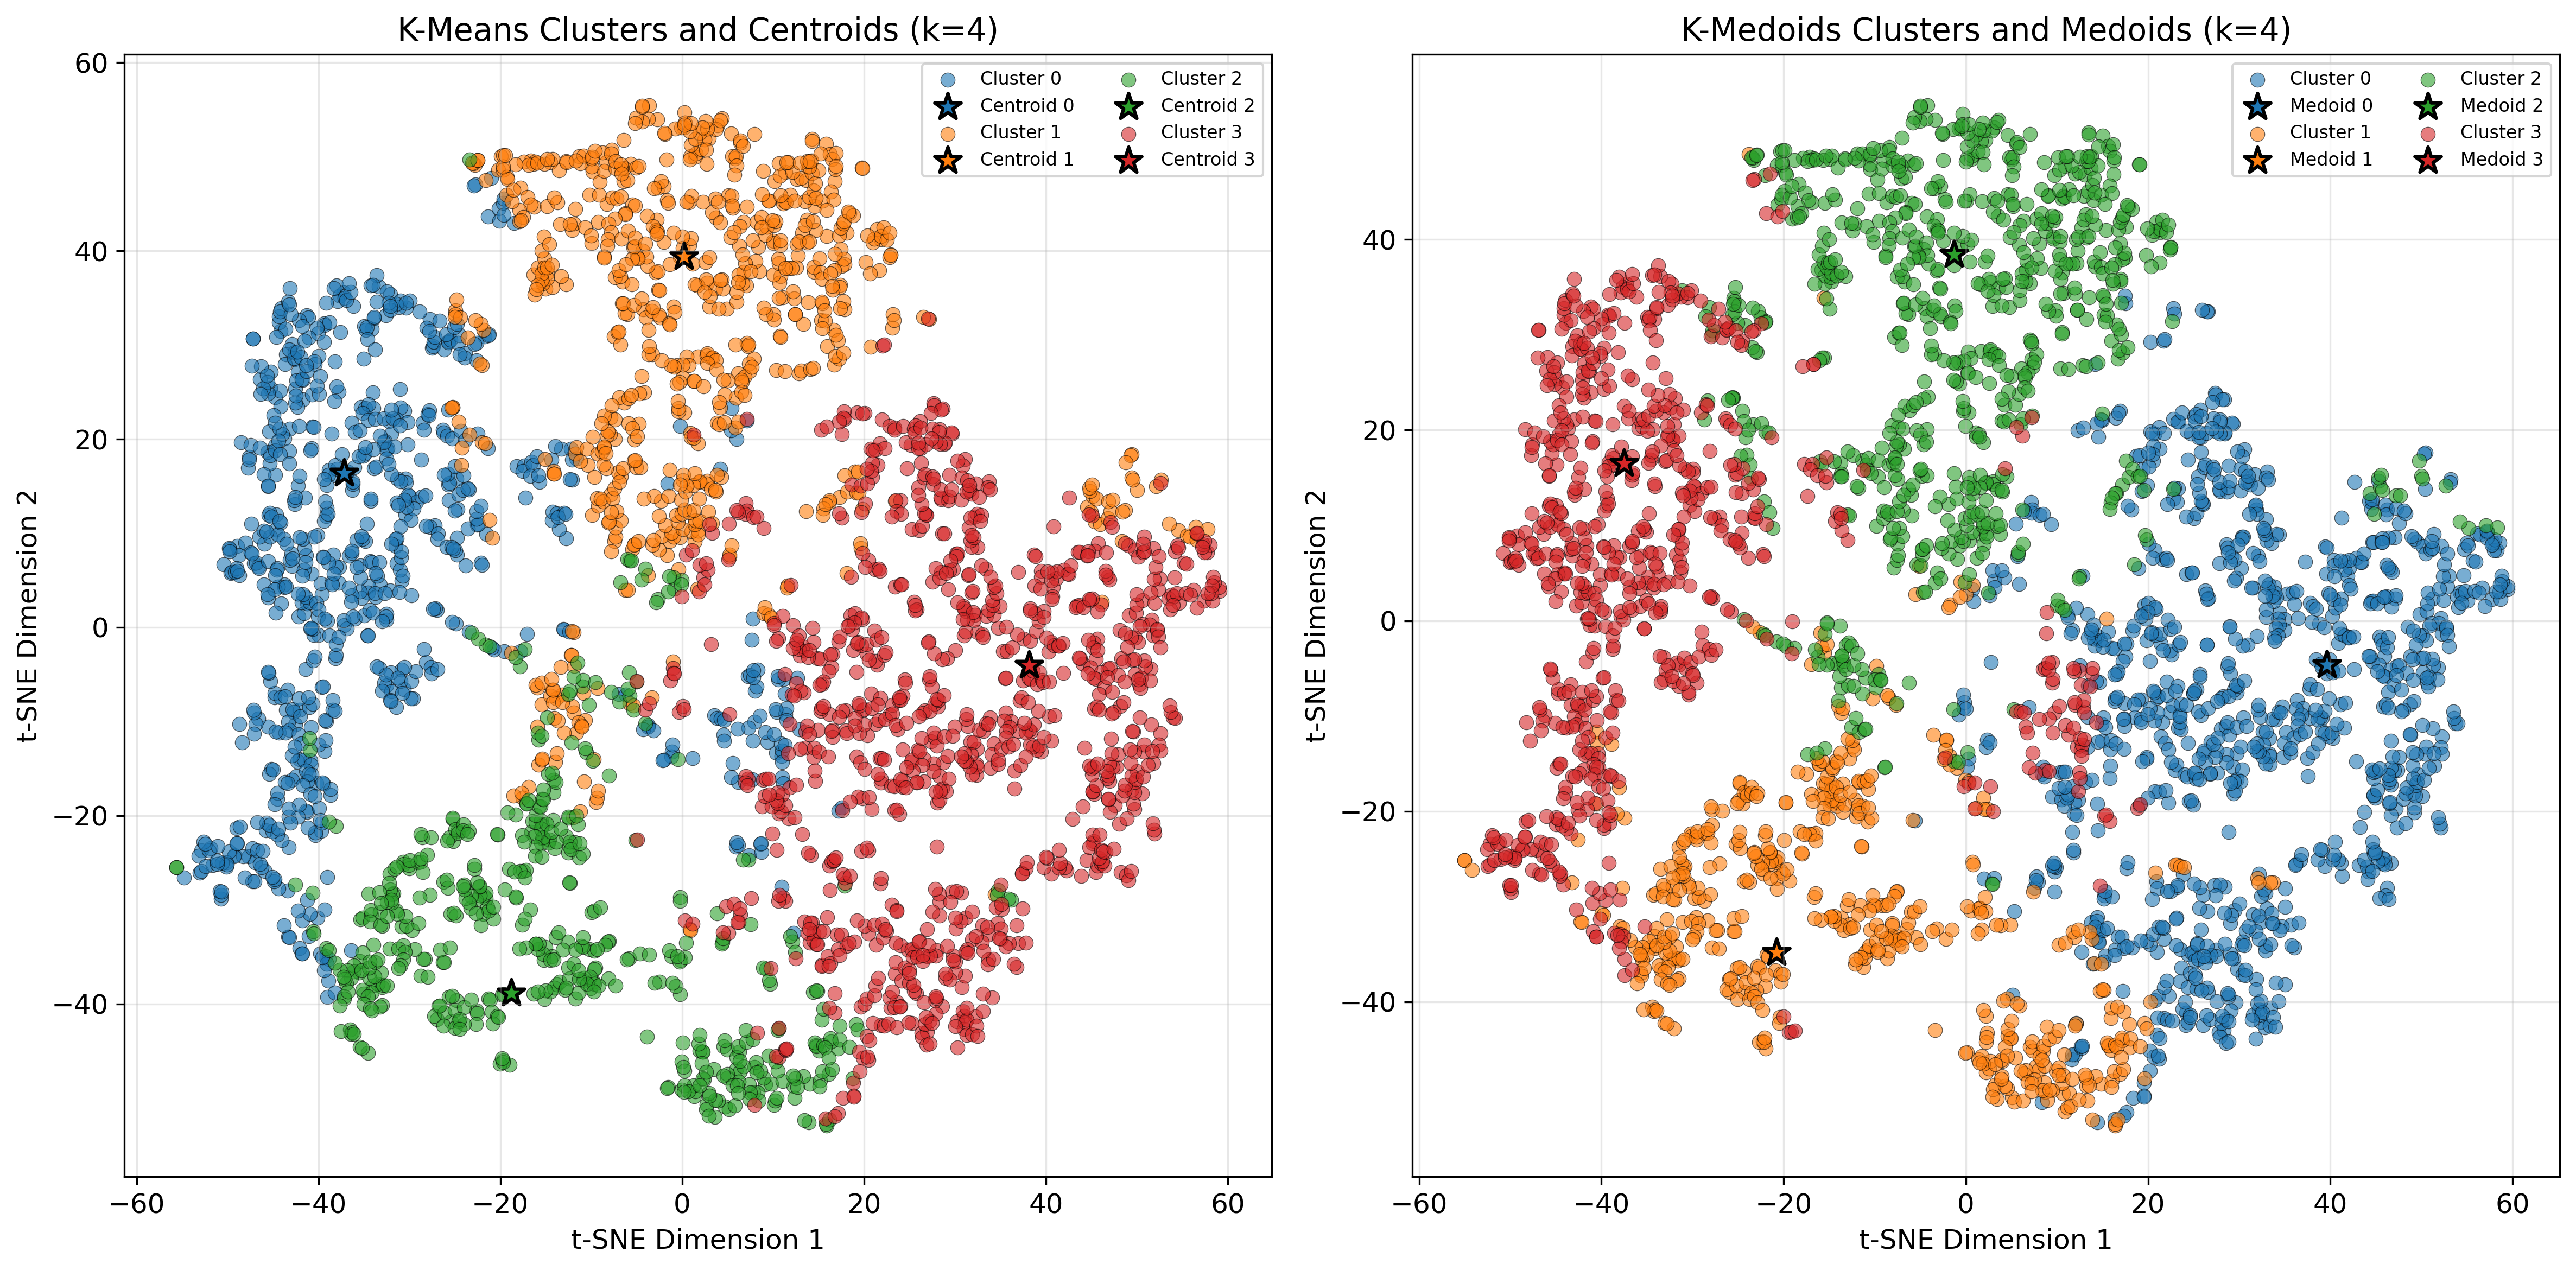 K-Means Clusters and Centroids (k=4)
Cluster 0
Centroid 0
Cluster 1
Centroid 1
Cluster 2
Centroid 2
Cluster 3
Centroid 3
60
40
20
0
−20
−40
t-SNE Dimension 2
−60 −40 −20 0 20 40 60
t-SNE Dimension 1
K-Medoids Clusters and Medoids (k=4)
Cluster 0
Medoid 0
Cluster 1
Medoid 1
Cluster 2
Medoid 2
Cluster 3
Medoid 3
40
20
0
−20
−40
t-SNE Dimension 2
−60 −40 −20 0 20 40 60
t-SNE Dimension 1